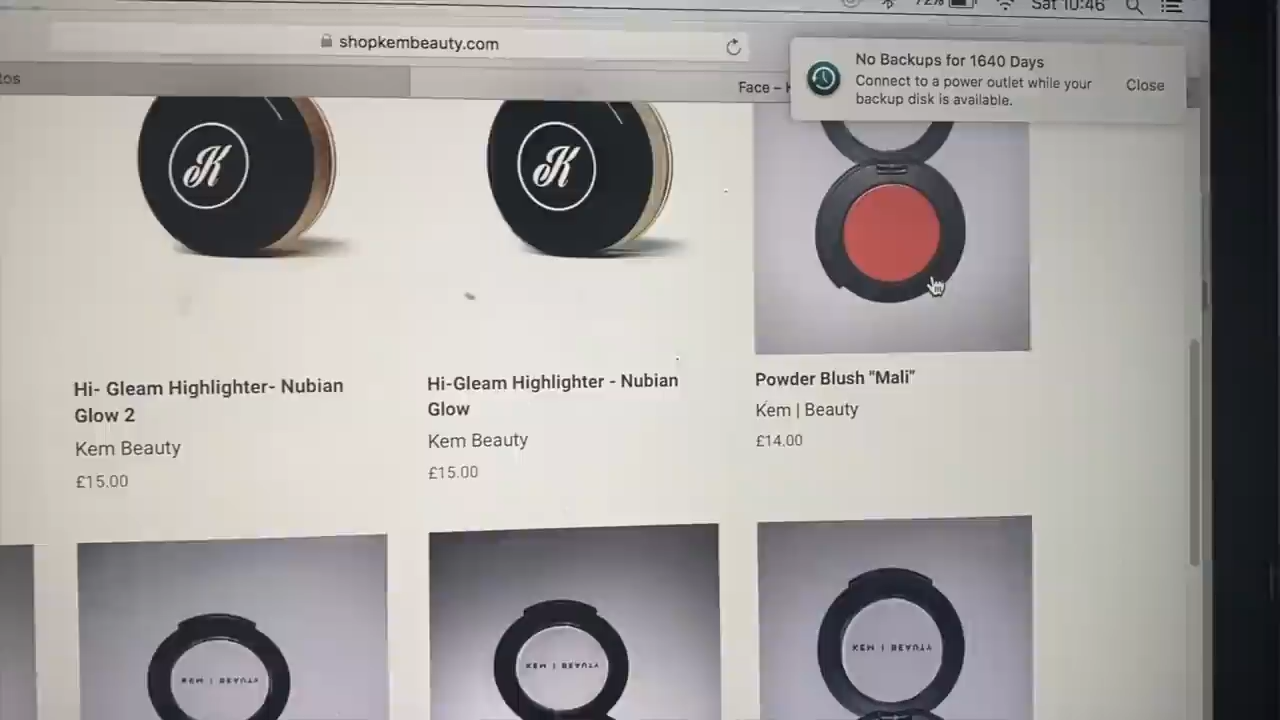 Sat 10:46
shopkembeauty.com
tos
Face –
No Backups for 1640 Days
Connect to a power outlet while your
backup disk is available.
Close
K
K
Hi- Gleam Highlighter- Nubian
Glow 2
Kem Beauty
£15.00
Hi-Gleam Highlighter - Nubian
Glow
Kem Beauty
£15.00
Powder Blush "Mali"
Kem | Beauty
£14.00
KEM | BEAUTY
KEM | BEAUTY
KEM | BEAUTY